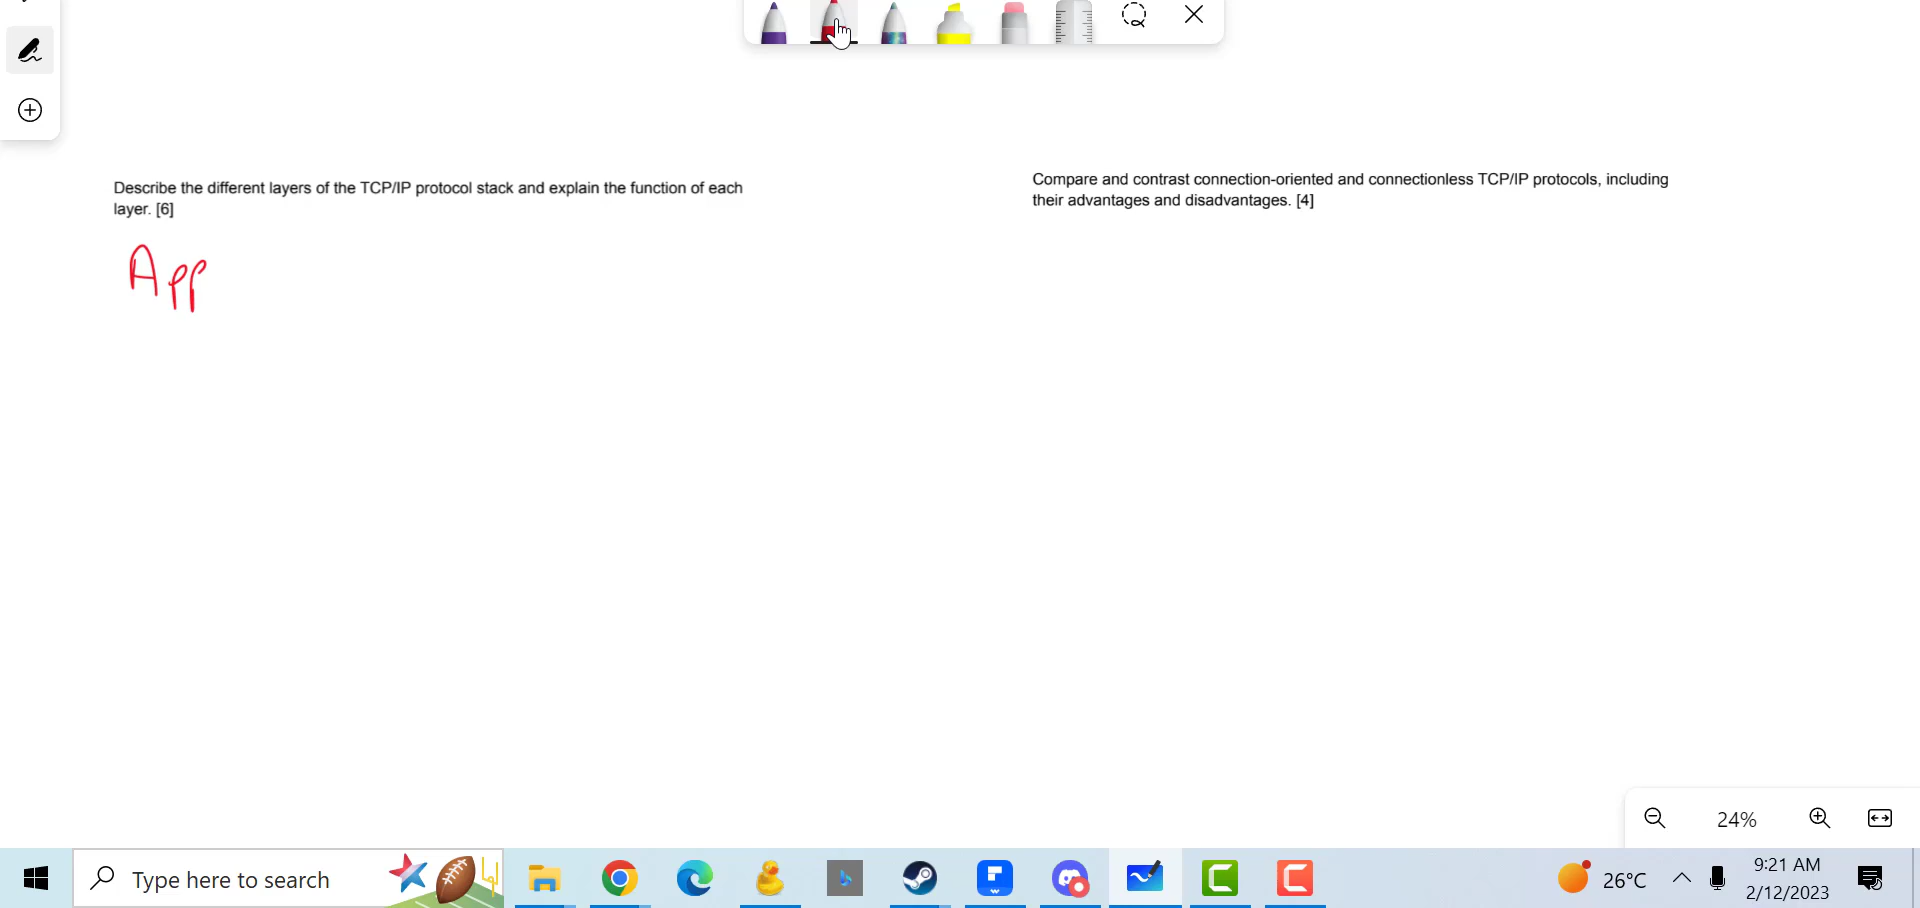 Describe the different layers of the TCP/IP protocol stack and explain the function of each
layer. [6]
App
Compare and contrast connection-oriented and connectionless TCP/IP protocols, including
their advantages and disadvantages. [4]
24%
Type here to search
26°C
9:21 AM
2/12/2023